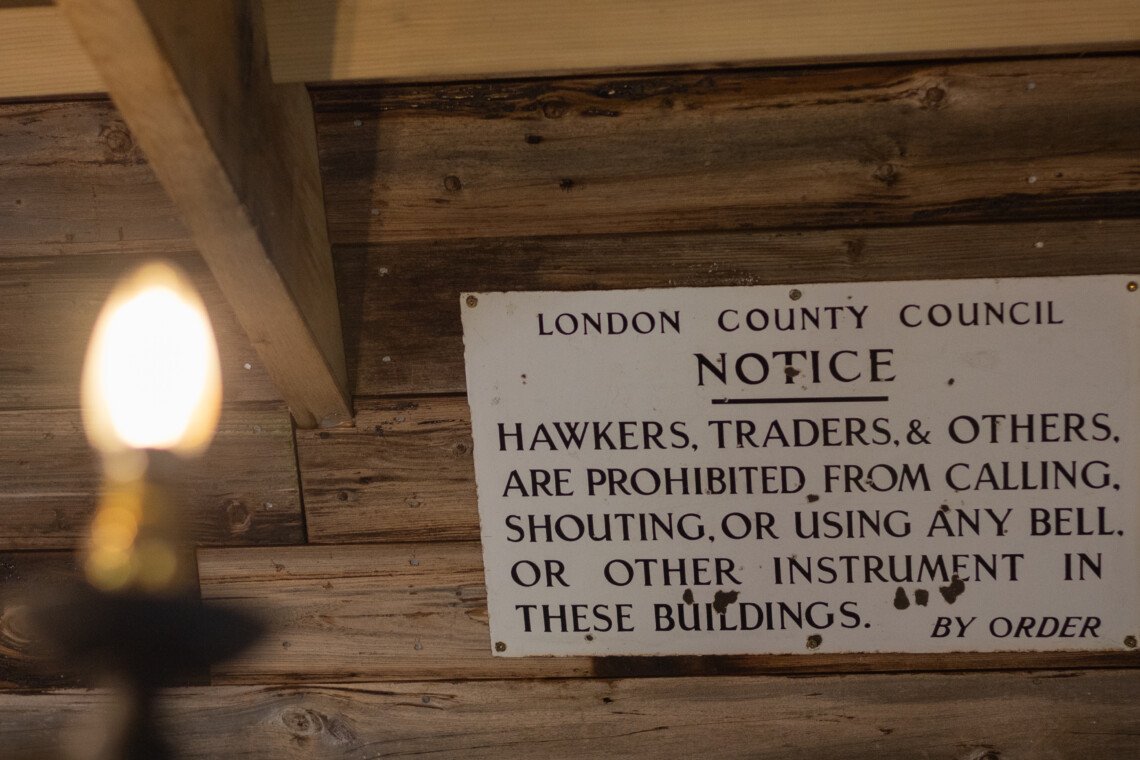 LONDON COUNTY COUNCIL
NOTICE
HAWKERS, TRADERS, & OTHERS,
ARE PROHIBITED FROM CALLING,
SHOUTING, OR USING ANY BELL,
OR OTHER INSTRUMENT IN
THESE BUILDINGS.
BY ORDER